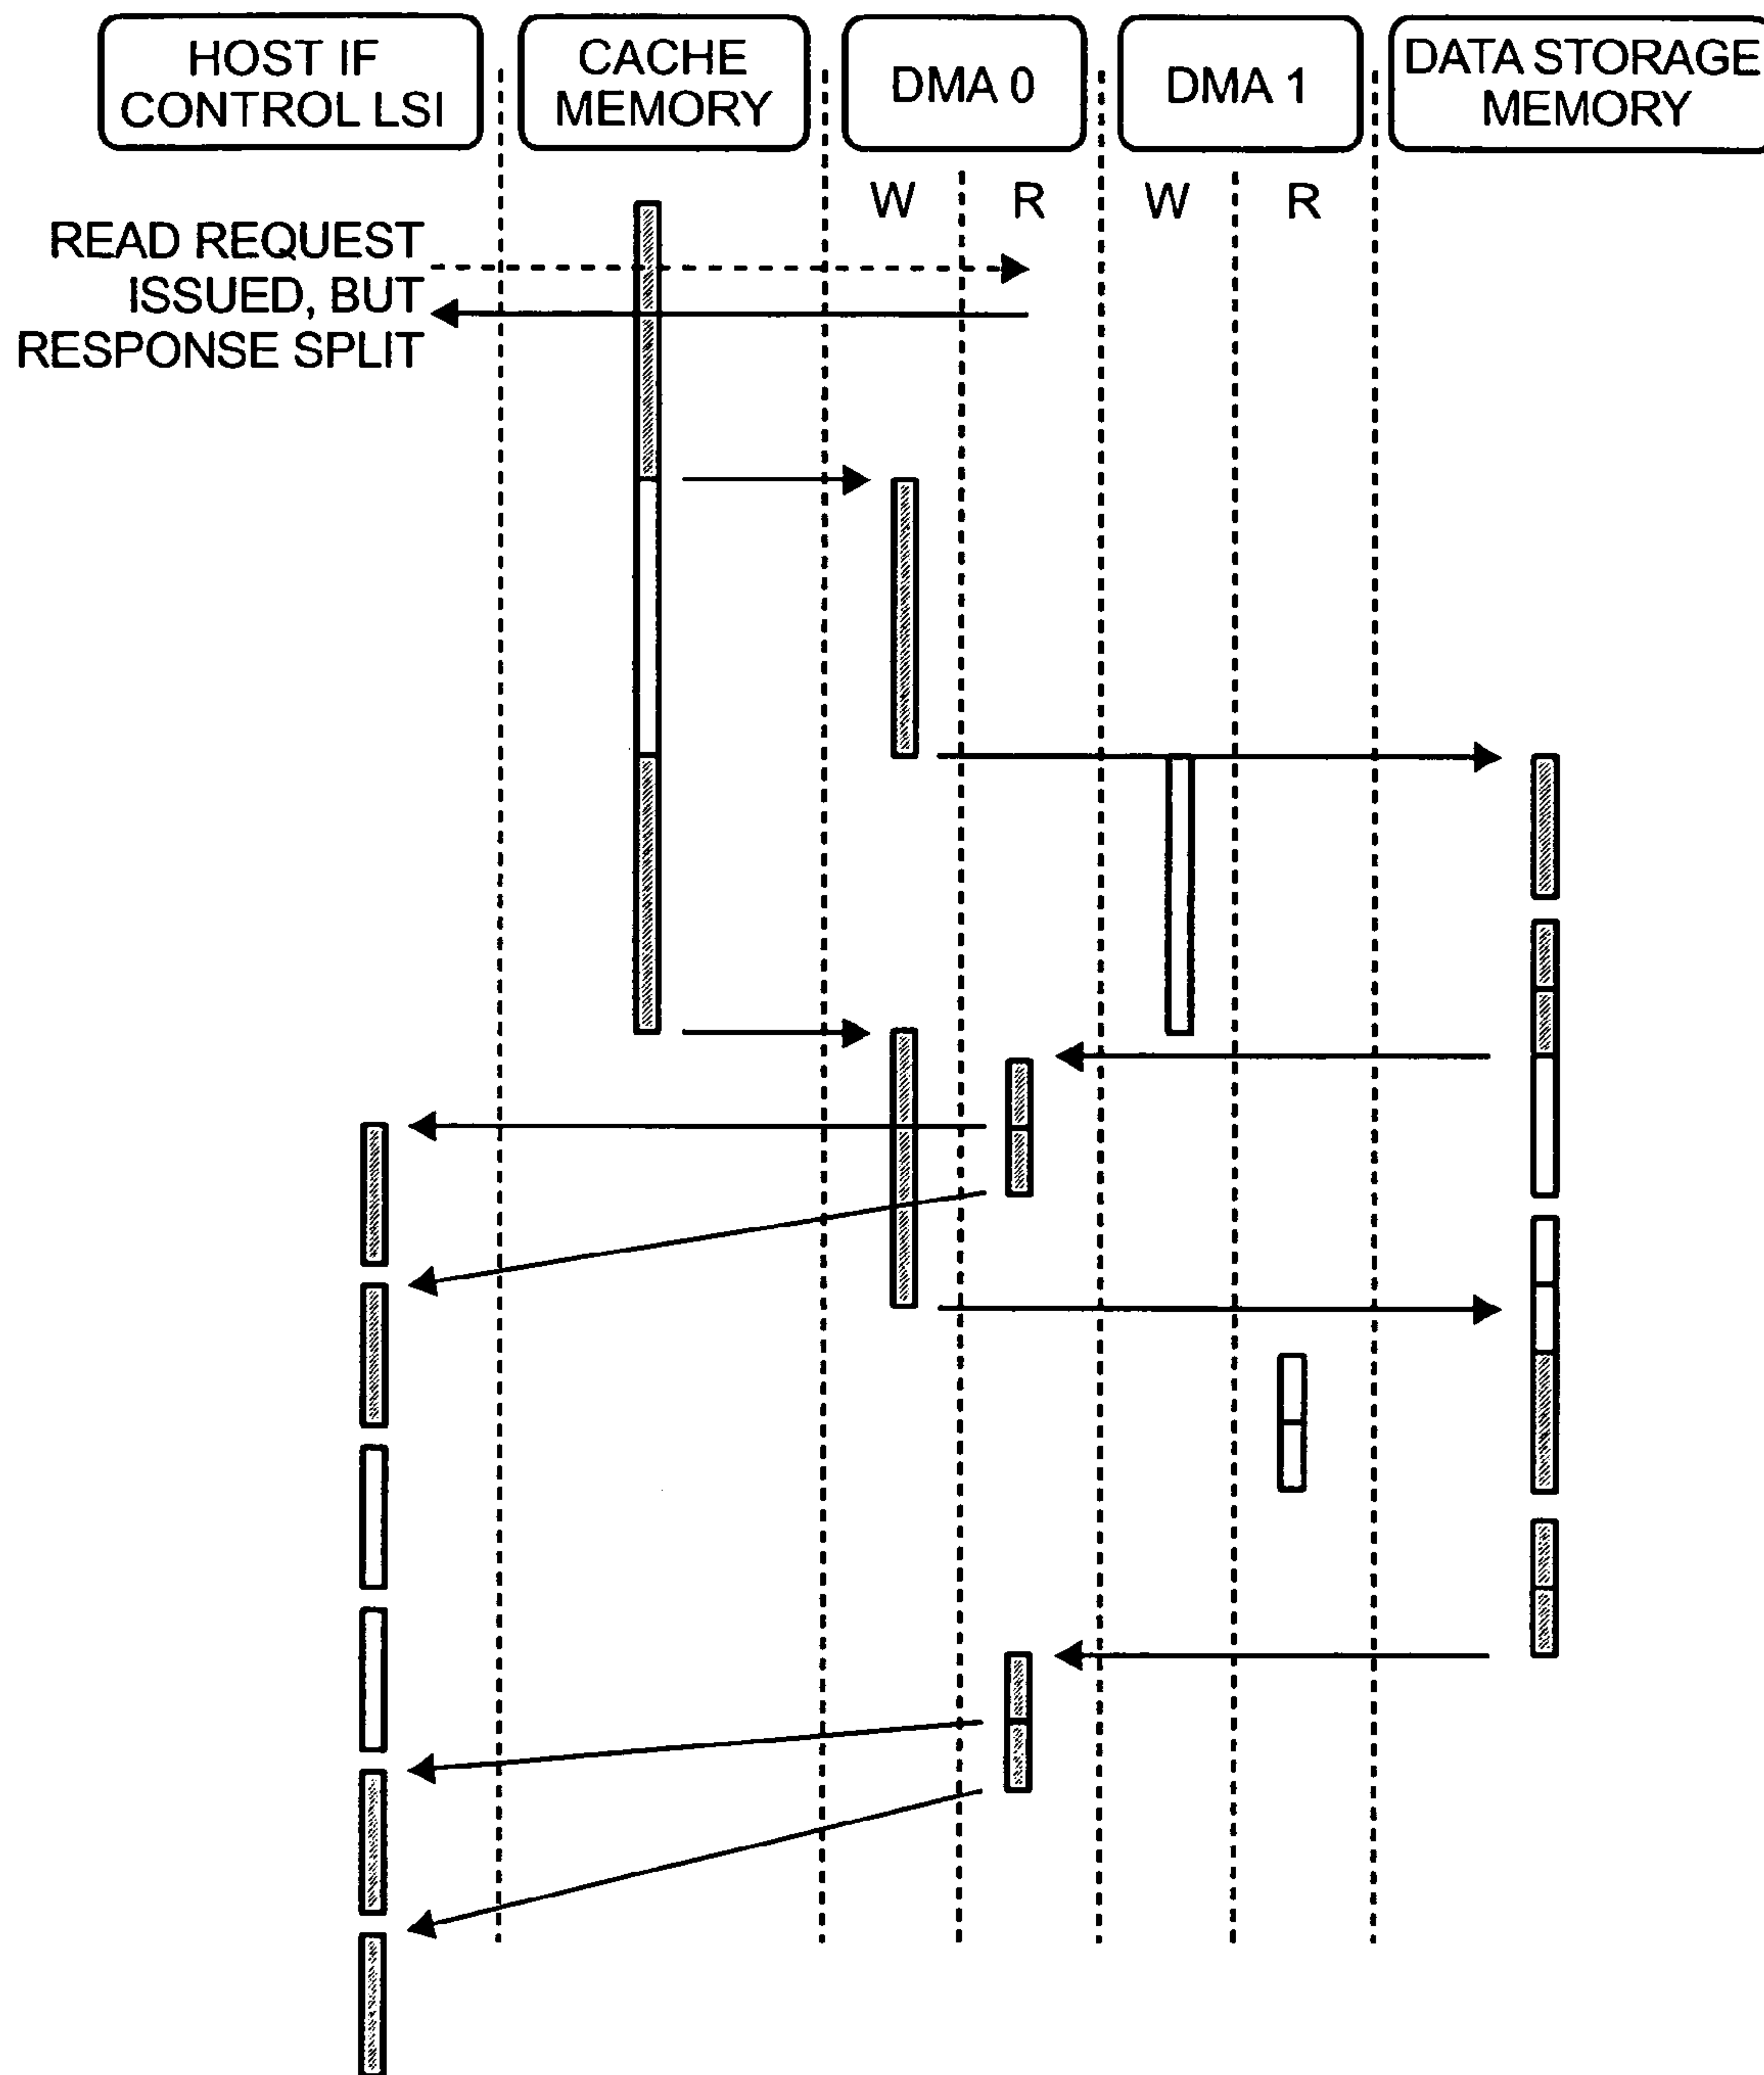 HOST IF
CONTROL LSI
CACHE
MEMORY
DMA 0
DMA 1
DATA STORAGE
MEMORY
W
R
W
R
READ REQUEST
ISSUED, BUT
RESPONSE SPLIT